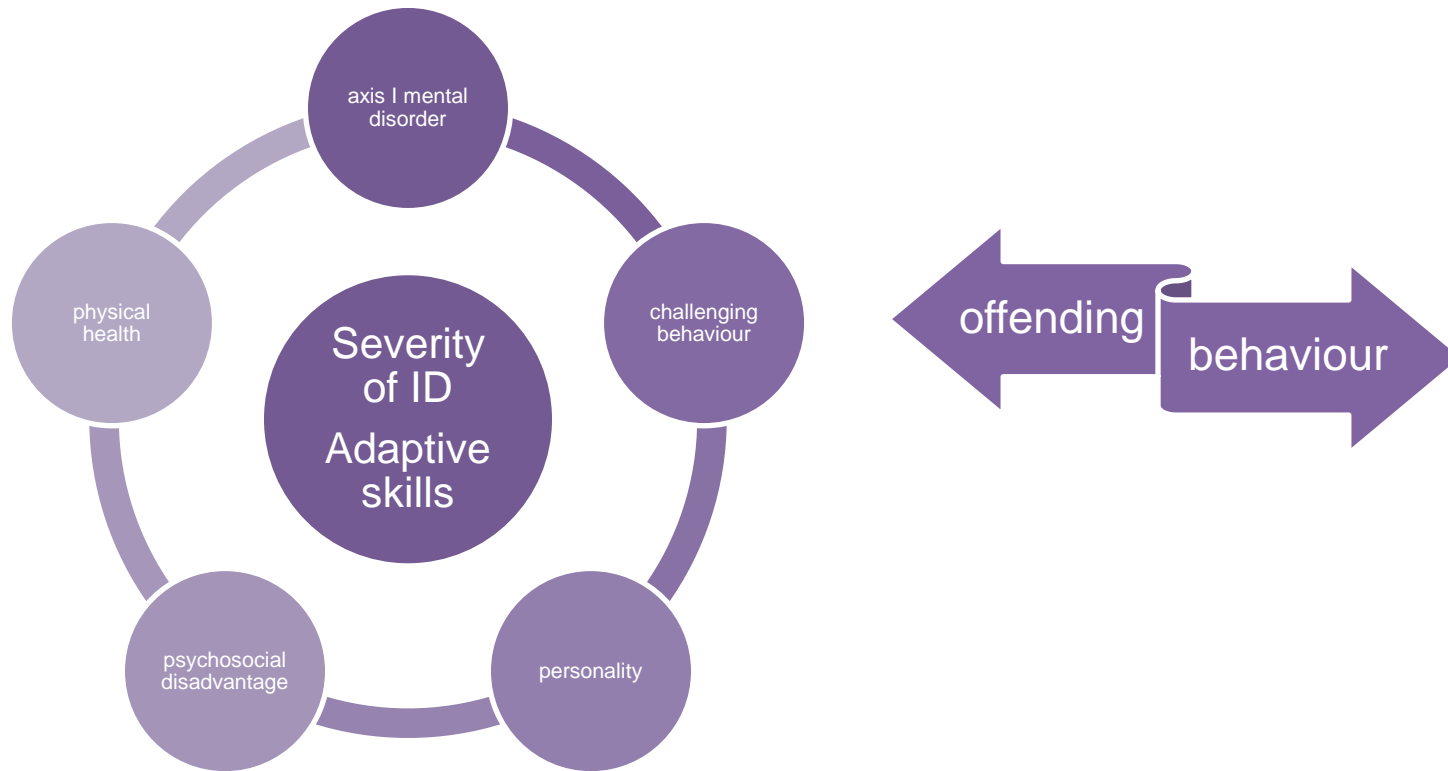 axis I mental
disorder
challenging
behaviour
personality
psychosocial
disadvantage
physical
health
Severity
of ID
Adaptive
skills
offending
behaviour